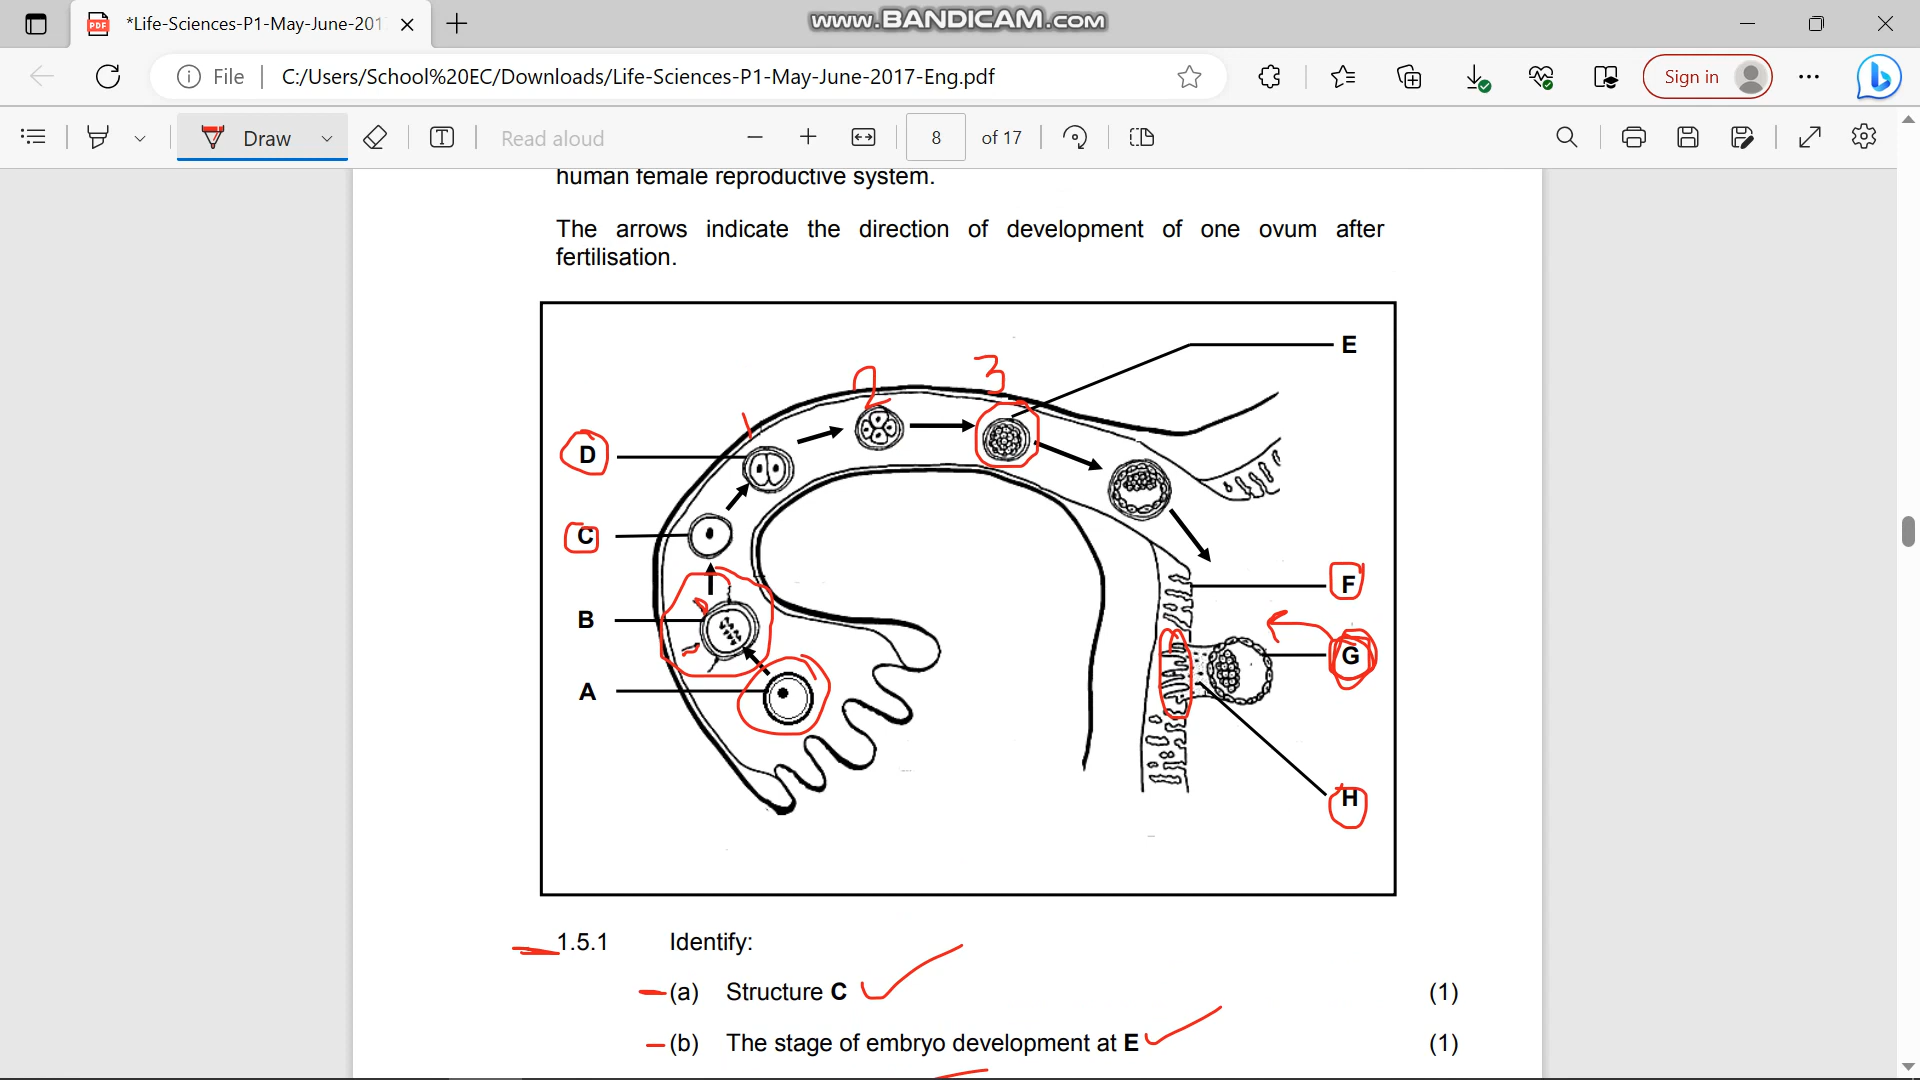 www.BANDICAM.com
*Life-Sciences-P1-May-June-201
File
C:/Users/School%20EC/Downloads/Life-Sciences-P1-May-June-2017-Eng.pdf
Sign in
Draw
Read aloud
8
of 17
human female reproductive system.
The arrows indicate the direction of development of one ovum after
fertilisation.
E
1
2
3
D
C
F
B
G
A
H
1.5.1 Identify:
(a) Structure C (1)
(b) The stage of embryo development at E (1)